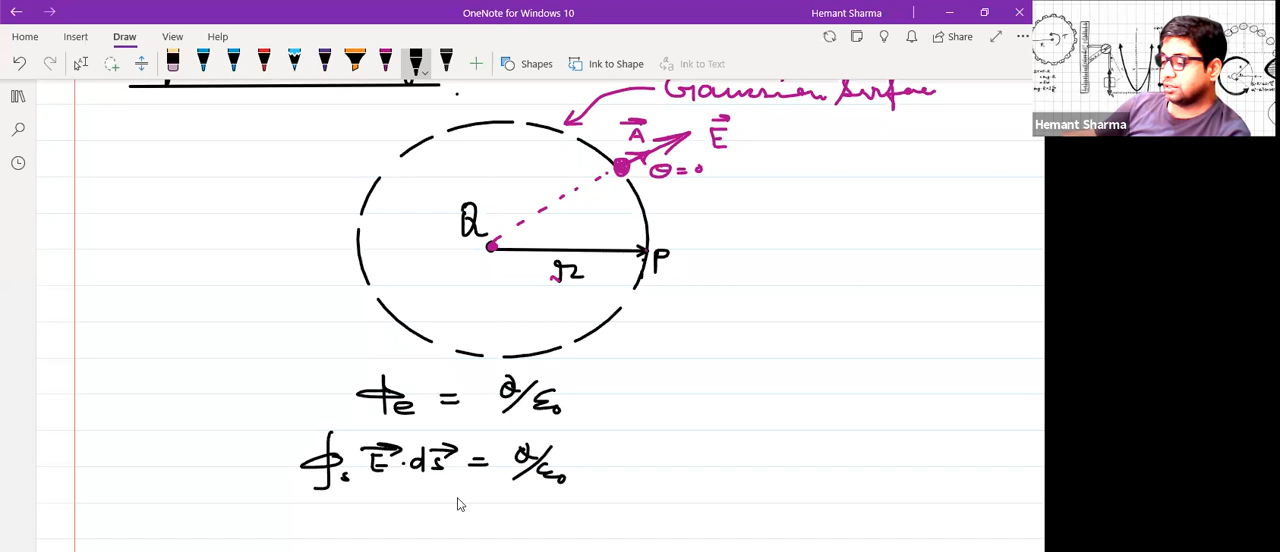 OneNote for Windows 10
Hemant Sharma
Home Insert Draw View Help
Share
Shapes
Ink to Shape
Ink to Text
Gaussian Surface
A⃗
E⃗
θ = 0
Q
r
P
Hemant Sharma
ϕe = Q/ε₀
∮s E⃗ · ds⃗ = Q/ε₀